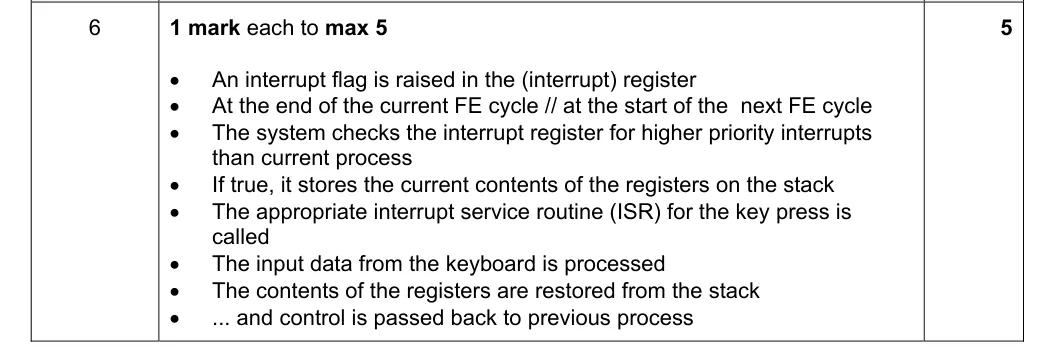 6
1 mark each to max 5
5
• An interrupt flag is raised in the (interrupt) register
• At the end of the current FE cycle // at the start of the next FE cycle
• The system checks the interrupt register for higher priority interrupts
than current process
• If true, it stores the current contents of the registers on the stack
• The appropriate interrupt service routine (ISR) for the key press is
called
• The input data from the keyboard is processed
• The contents of the registers are restored from the stack
• ... and control is passed back to previous process